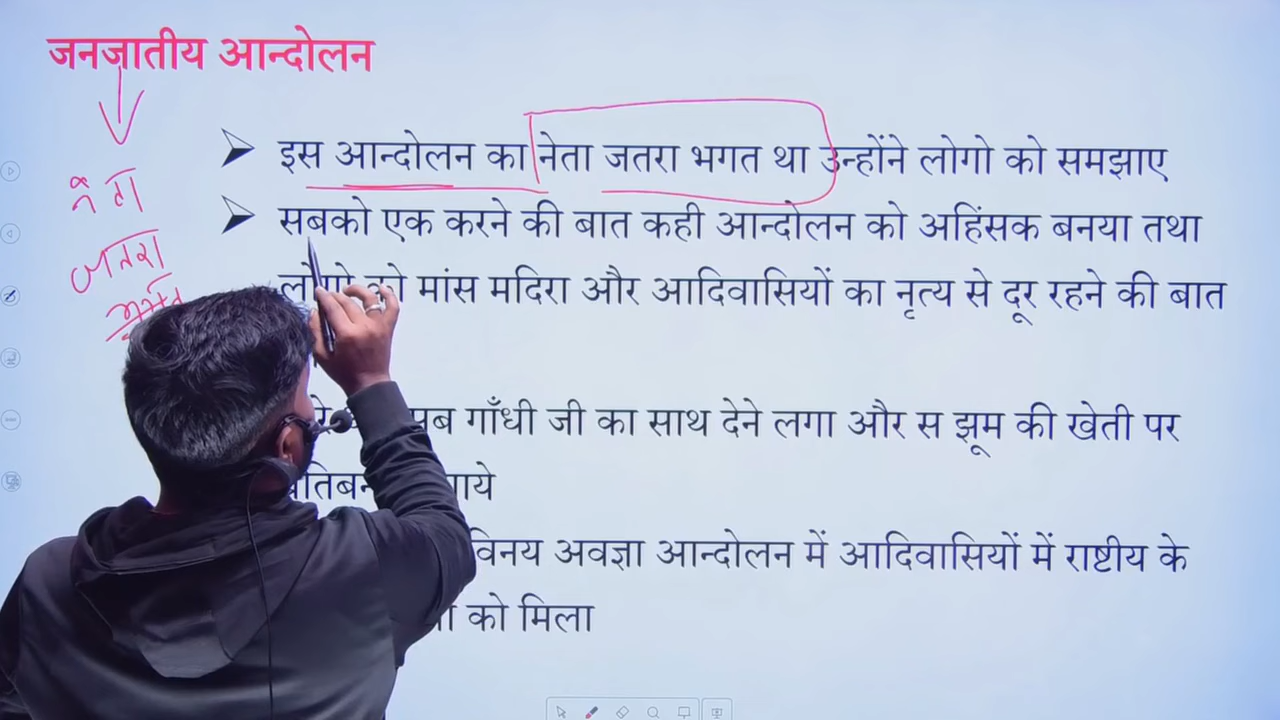 जनजातीय आन्दोलन
इस आन्दोलन का नेता जतरा भगत था उन्होंने लोगो को समझाए
सबको एक करने की बात कही आन्दोलन को अहिंसक बनया तथा
लोगो को मांस मदिरा और आदिवासियों का नृत्य से दूर रहने की बात
सब गाँधी जी का साथ देने लगा और स झूम की खेती पर
विनय अवज्ञा आन्दोलन में आदिवासियों में राष्टीय के
को मिला
नेता
जतरा
भगत